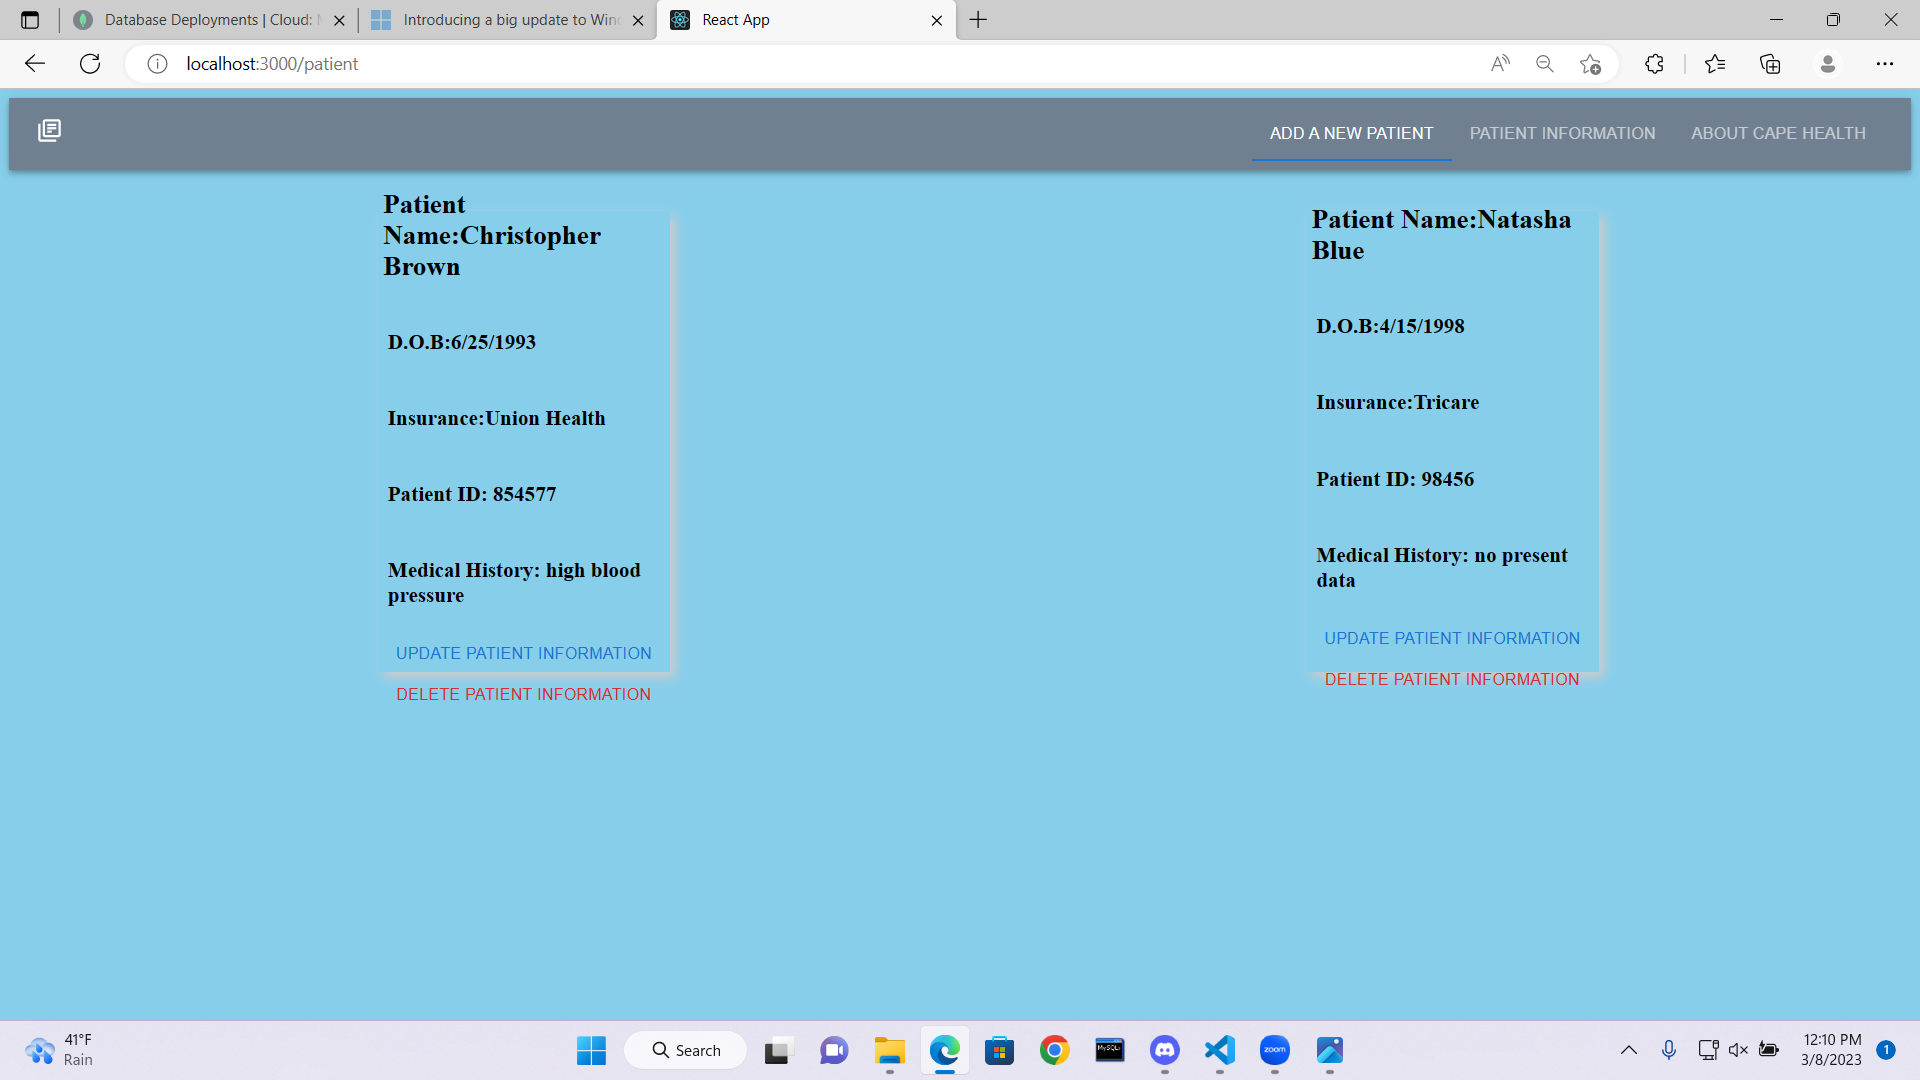 Database Deployments | Cloud:
Introducing a big update to Win
React App
localhost:3000/patient
ADD A NEW PATIENT
PATIENT INFORMATION
ABOUT CAPE HEALTH
Patient
Name:Christopher
Brown
D.O.B:6/25/1993
Insurance:Union Health
Patient ID: 854577
Medical History: high blood
pressure
UPDATE PATIENT INFORMATION
DELETE PATIENT INFORMATION
Patient Name:Natasha
Blue
D.O.B:4/15/1998
Insurance:Tricare
Patient ID: 98456
Medical History: no present
data
UPDATE PATIENT INFORMATION
DELETE PATIENT INFORMATION
41°F
Rain
Search
MySQL
zoom
12:10 PM
3/8/2023
1